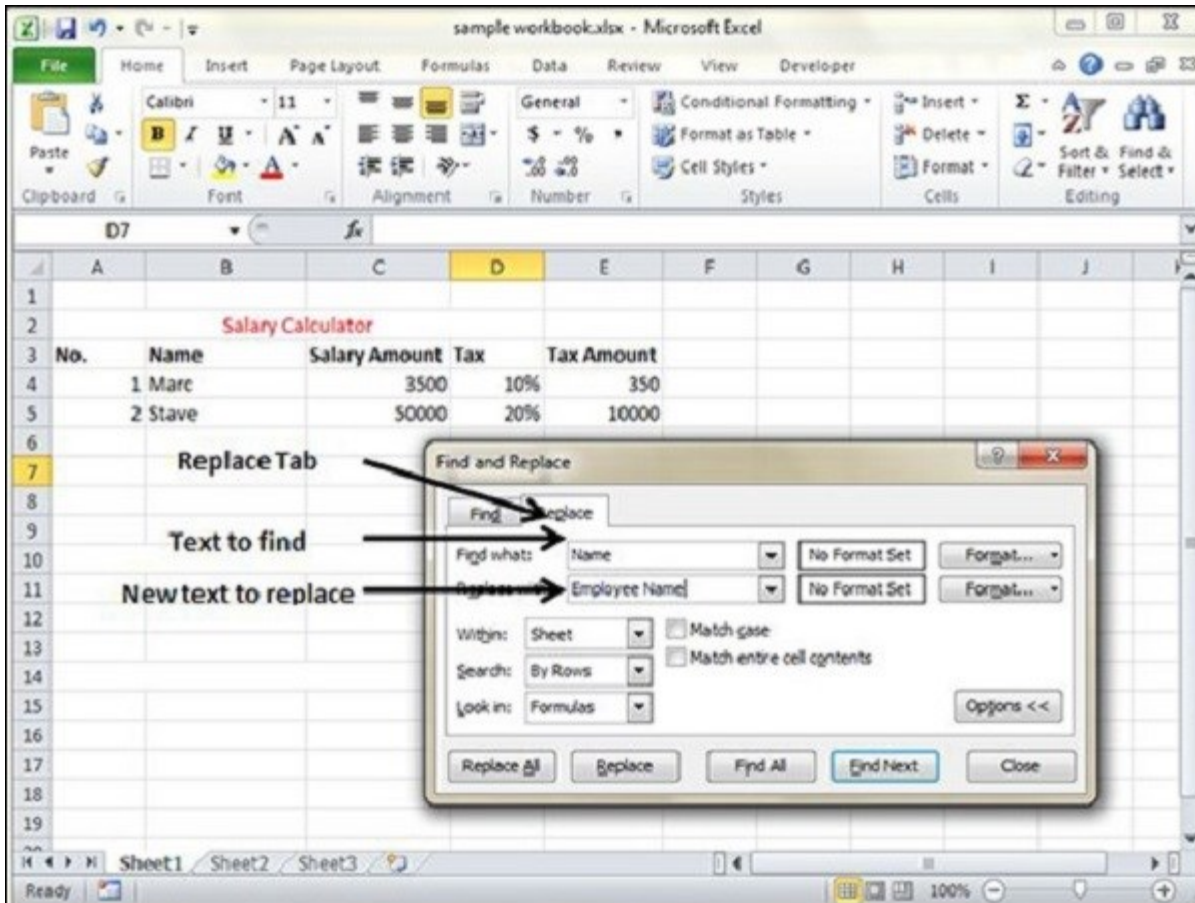 sample workbook.xlsx - Microsoft Excel
File Home Insert Page Layout Formulas Data Review View Developer
Calibri 11 General Conditional Formatting Insert Σ
Paste B I U A A $ % , Format as Table Delete Sort & Filter Find & Select
A Cell Styles Format
Clipboard Font Alignment Number Styles Cells Editing
D7 fx
A B C D E F G H I J
1
2 Salary Calculator
3 No. Name Salary Amount Tax Tax Amount
4 1 Marc 3500 10% 350
5 2 Stave 50000 20% 10000
6
7
8
9
10
11
12
13
14
15
16
17
18
19
Replace Tab
Text to find
New text to replace
Find and Replace
Find Replace
Find what: Name No Format Set Format...
Employee Name No Format Set Format...
Within: Sheet Match case
Match entire cell contents
Search: By Rows
Look in: Formulas Options <<
Replace All Replace Find All Find Next Close
Sheet1 Sheet2 Sheet3
Ready 100%